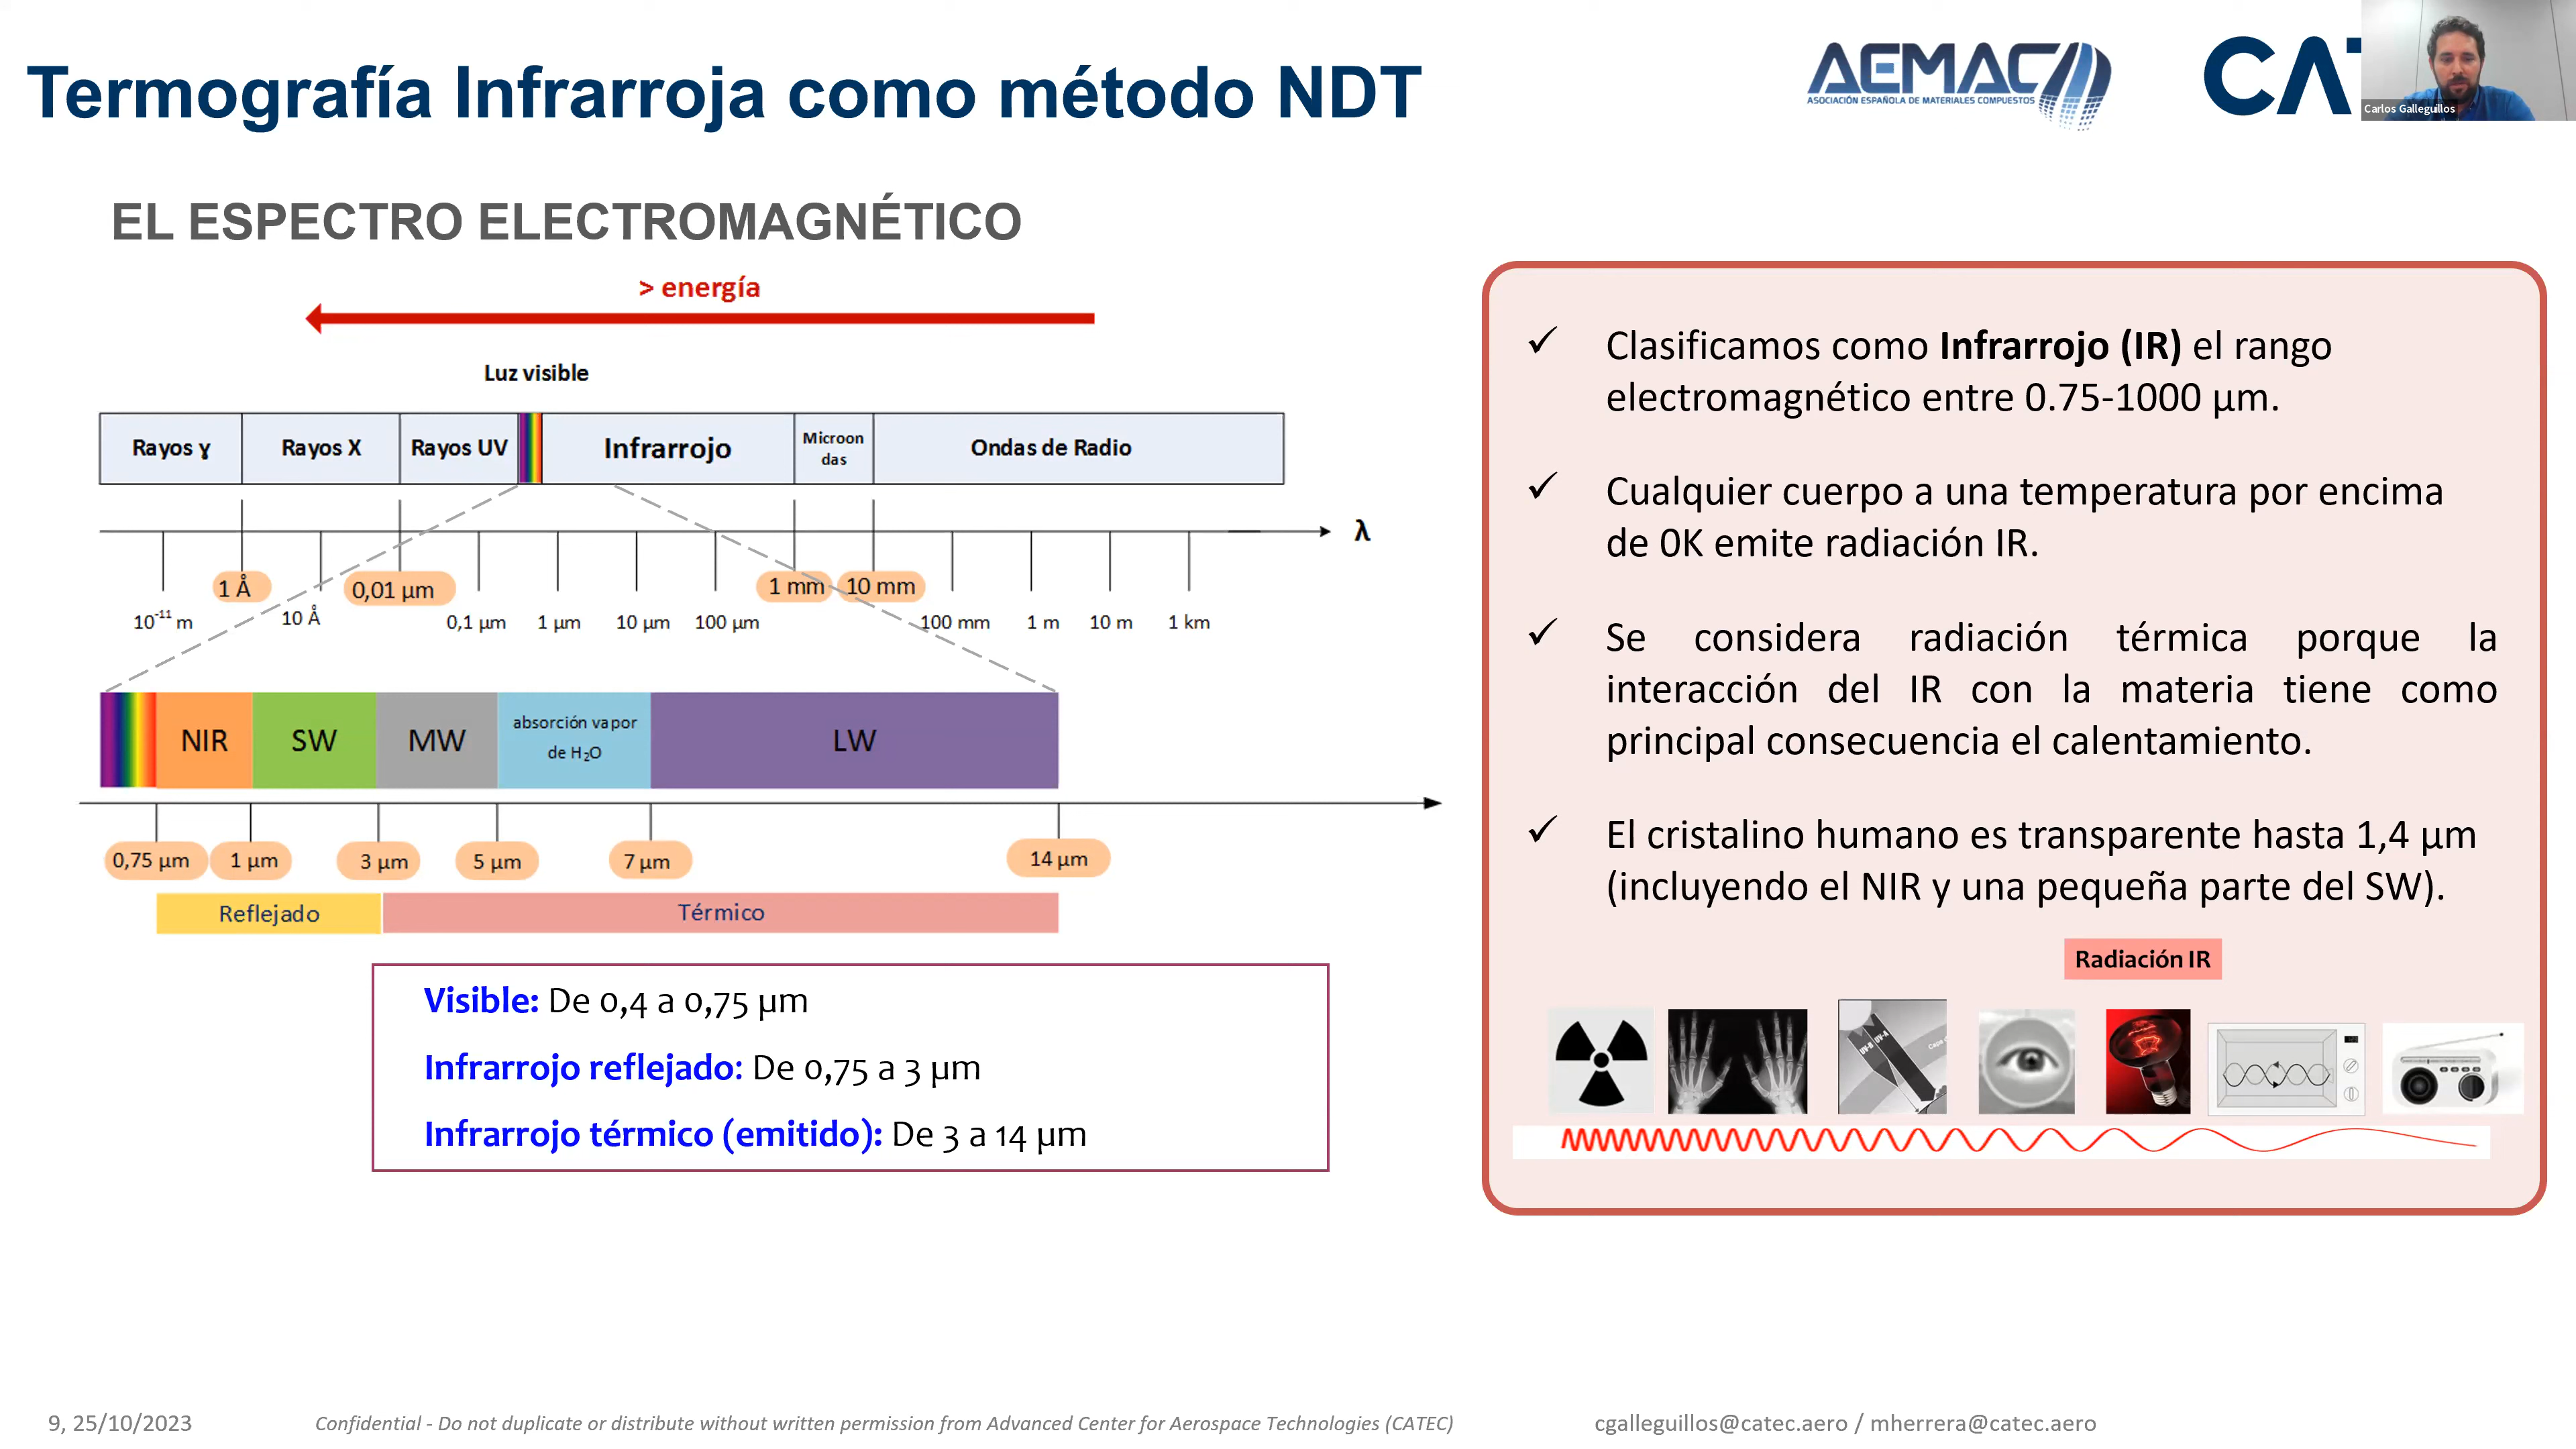 Termografía Infrarroja como método NDT
AEMAC
ASOCIACIÓN ESPAÑOLA DE MATERIALES COMPUESTOS
Carlos Galleguillos
EL ESPECTRO ELECTROMAGNÉTICO
> energía
Luz visible
Rayos γ
Rayos X
Rayos UV
Infrarrojo
Microon
das
Ondas de Radio
λ
1 Å
0,01 µm
1 mm
10 mm
10⁻¹¹ m
10 Å
0,1 µm
1 µm
10 µm
100 µm
100 mm
1 m
10 m
1 km
NIR
SW
MW
absorción vapor
de H₂O
LW
0,75 µm
1 µm
3 µm
5 µm
7 µm
14 µm
Reflejado
Térmico
Visible: De 0,4 a 0,75 µm
Infrarrojo reflejado: De 0,75 a 3 µm
Infrarrojo térmico (emitido): De 3 a 14 µm
✓ Clasificamos como Infrarrojo (IR) el rango
electromagnético entre 0.75-1000 µm.
✓ Cualquier cuerpo a una temperatura por encima
de 0K emite radiación IR.
✓ Se considera radiación térmica porque la
interacción del IR con la materia tiene como
principal consecuencia el calentamiento.
✓ El cristalino humano es transparente hasta 1,4 µm
(incluyendo el NIR y una pequeña parte del SW).
Radiación IR
UV-B
UV-A
9, 25/10/2023
Confidential - Do not duplicate or distribute without written permission from Advanced Center for Aerospace Technologies (CATEC)
cgalleguillos@catec.aero / mherrera@catec.aero